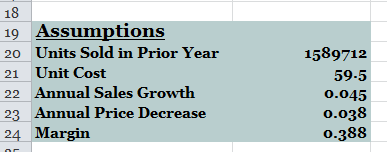 18
19 Assumptions
20 Units Sold in Prior Year 1589712
21 Unit Cost 59.5
22 Annual Sales Growth 0.045
23 Annual Price Decrease 0.038
24 Margin 0.388